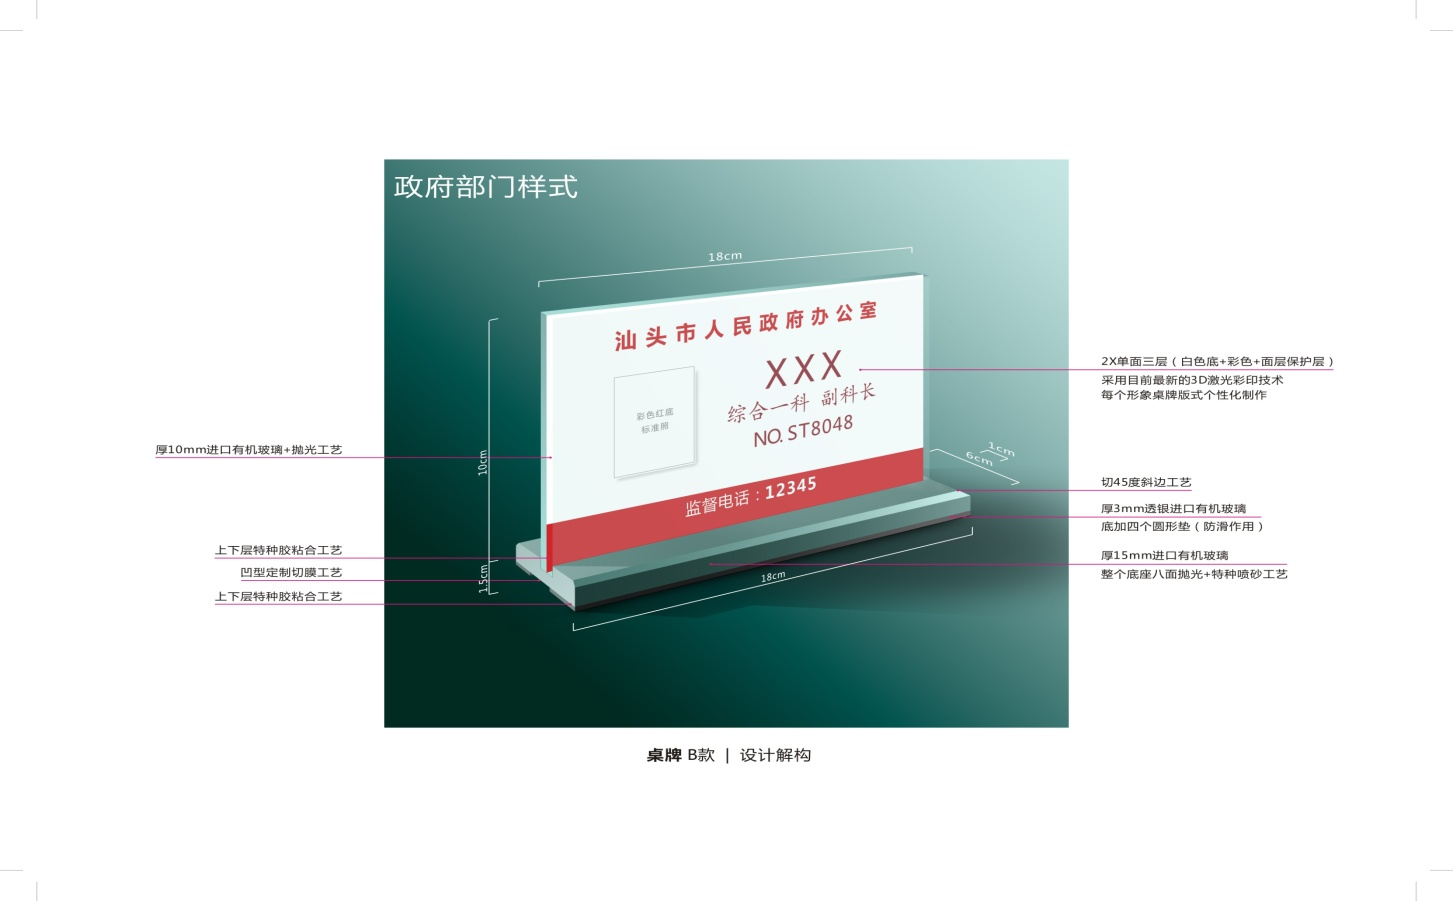 政府部门样式
18cm
汕头市人民政府办公室
XXX
综合一科 副科长
NO. ST8048
彩色红底
标准照
监督电话：12345
10cm
1.5cm
18cm
6cm
1cm
厚10mm进口有机玻璃+抛光工艺
上下层特种胶粘合工艺
凹型定制切膜工艺
上下层特种胶粘合工艺
2X单面三层（白色底+彩色+面层保护层）
采用目前最新的3D激光彩印技术
每个形象桌牌版式个性化制作
切45度斜边工艺
厚3mm透银进口有机玻璃
底加四个圆形垫（防滑作用）
厚15mm进口有机玻璃
整个底座八面抛光+特种喷砂工艺
桌牌 B款 | 设计解构